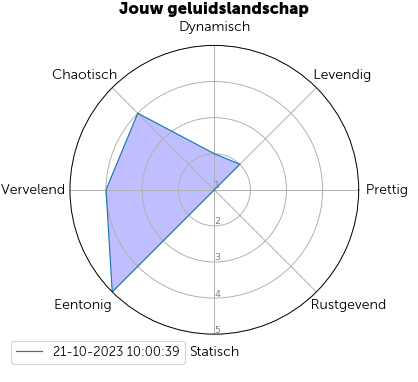 Jouw geluidslandschap
Dynamisch
Chaotisch
Levendig
Vervelend
1
Prettig
2
3
4
Eentonig
Rustgevend
5
21-10-2023 10:00:39
Statisch